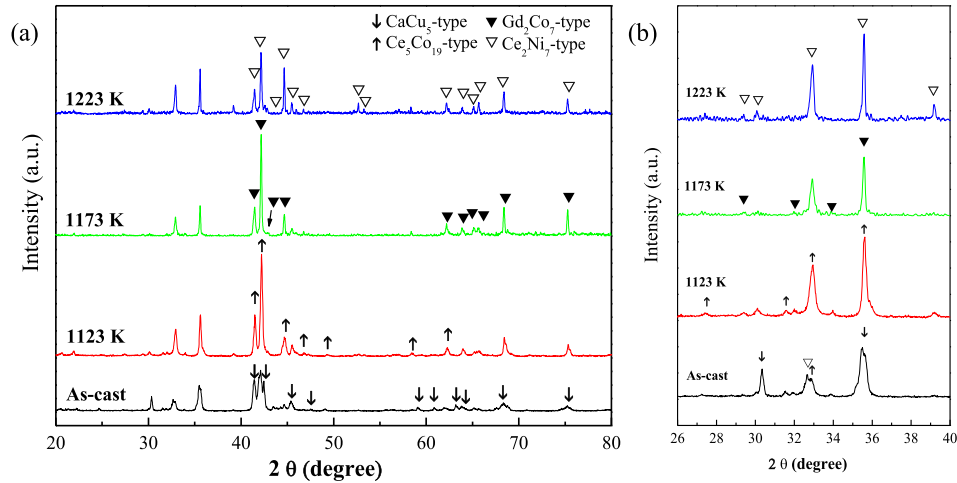 (a)
CaCu5-type
Gd2Co7-type
Ce5Co19-type
Ce2Ni7-type
1223 K
1173 K
1123 K
As-cast
Intensity (a.u.)
20 30 40 50 60 70 80
2 θ (degree)
(b)
1223 K
1173 K
1123 K
As-cast
Intensity (a.u.)
26 28 30 32 34 36 38 40
2 θ (degree)